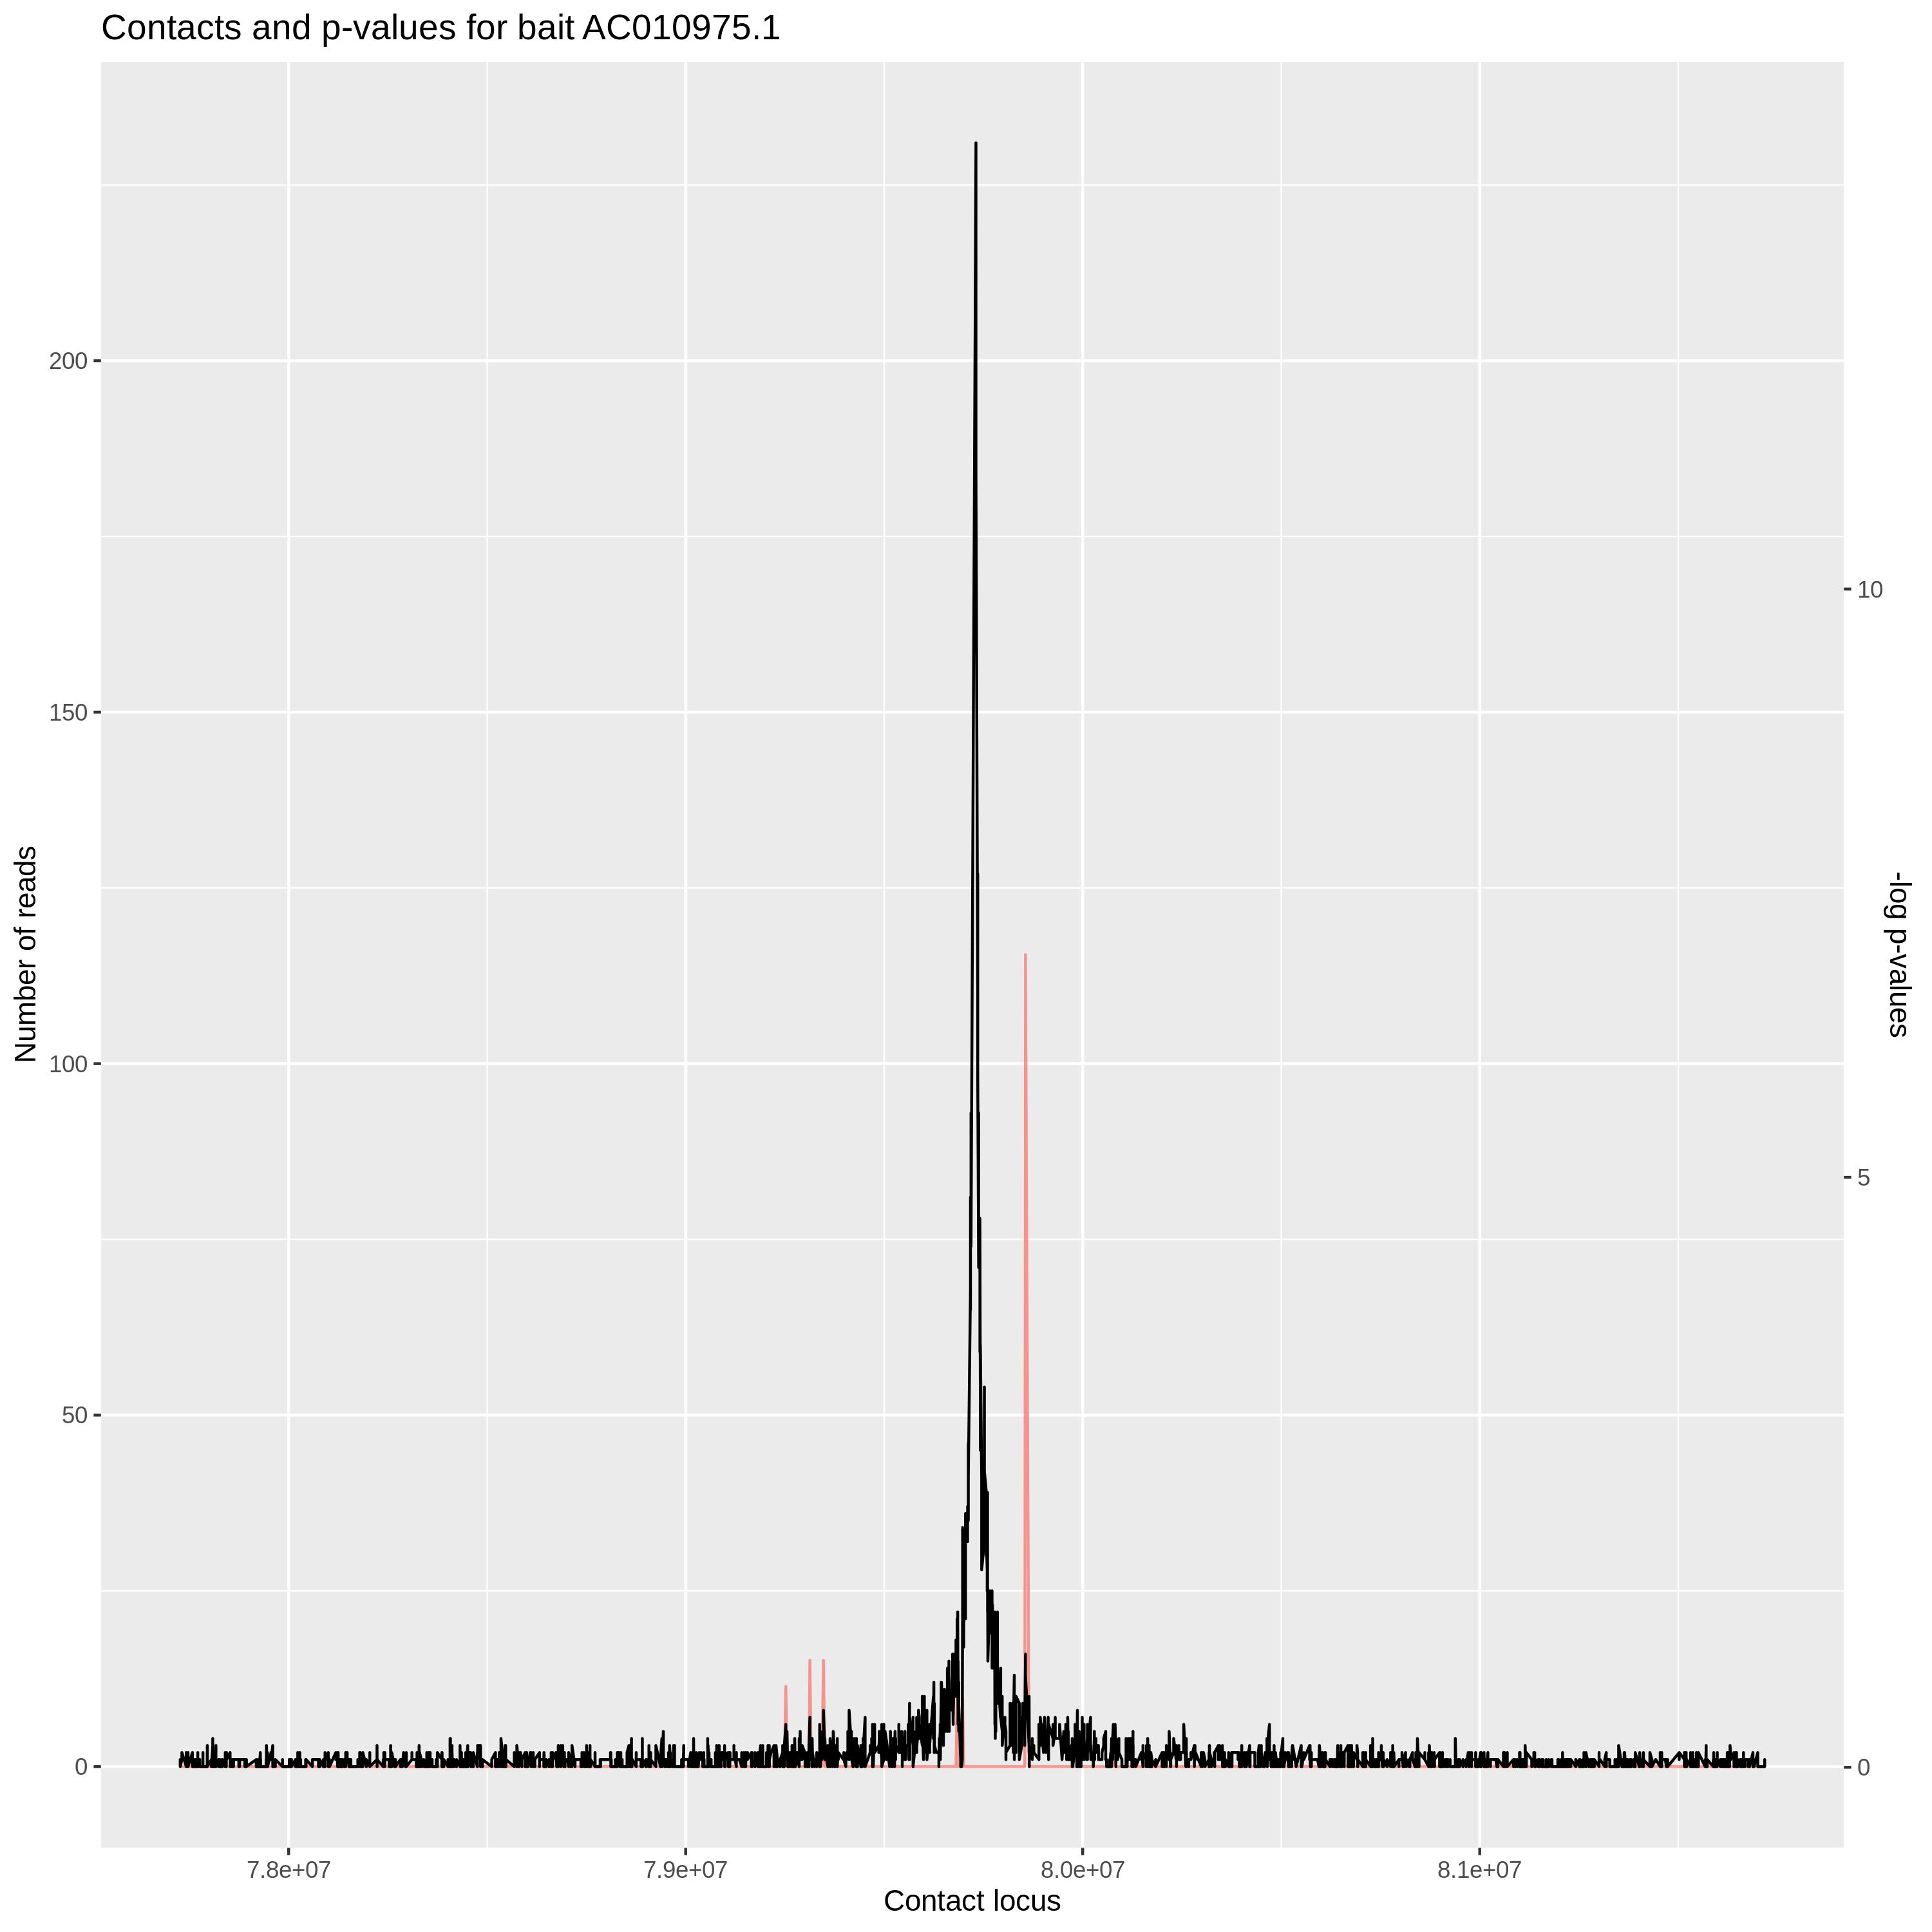 Contacts and p-values for bait AC010975.1
200
150
100
50
0
Number of reads
10
5
0
-log p-values
7.8e+07
7.9e+07
8.0e+07
8.1e+07
Contact locus